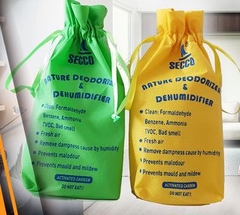 SECCO
NATURE DEODORIZER
&
DEHUMIDIFIER
Clean: Formaldehyde
Benzene, Ammonia
TVOC, Bad smell
Fresh air
Remove dampness cause by humidity
Prevents malodour
Prevents mould and mildew
ACTIVATED CARBON
DO NOT EAT!
SECCO
NATURE DEODORIZER
&
DEHUMIDIFIER
Clean: Formaldehyde
Benzene, Ammonia
TVOC, Bad smell
Fresh air
Remove dampness cause by humidity
Prevents malodour
Prevents mould and mildew
ACTIVATED CARBON
DO NOT EAT!